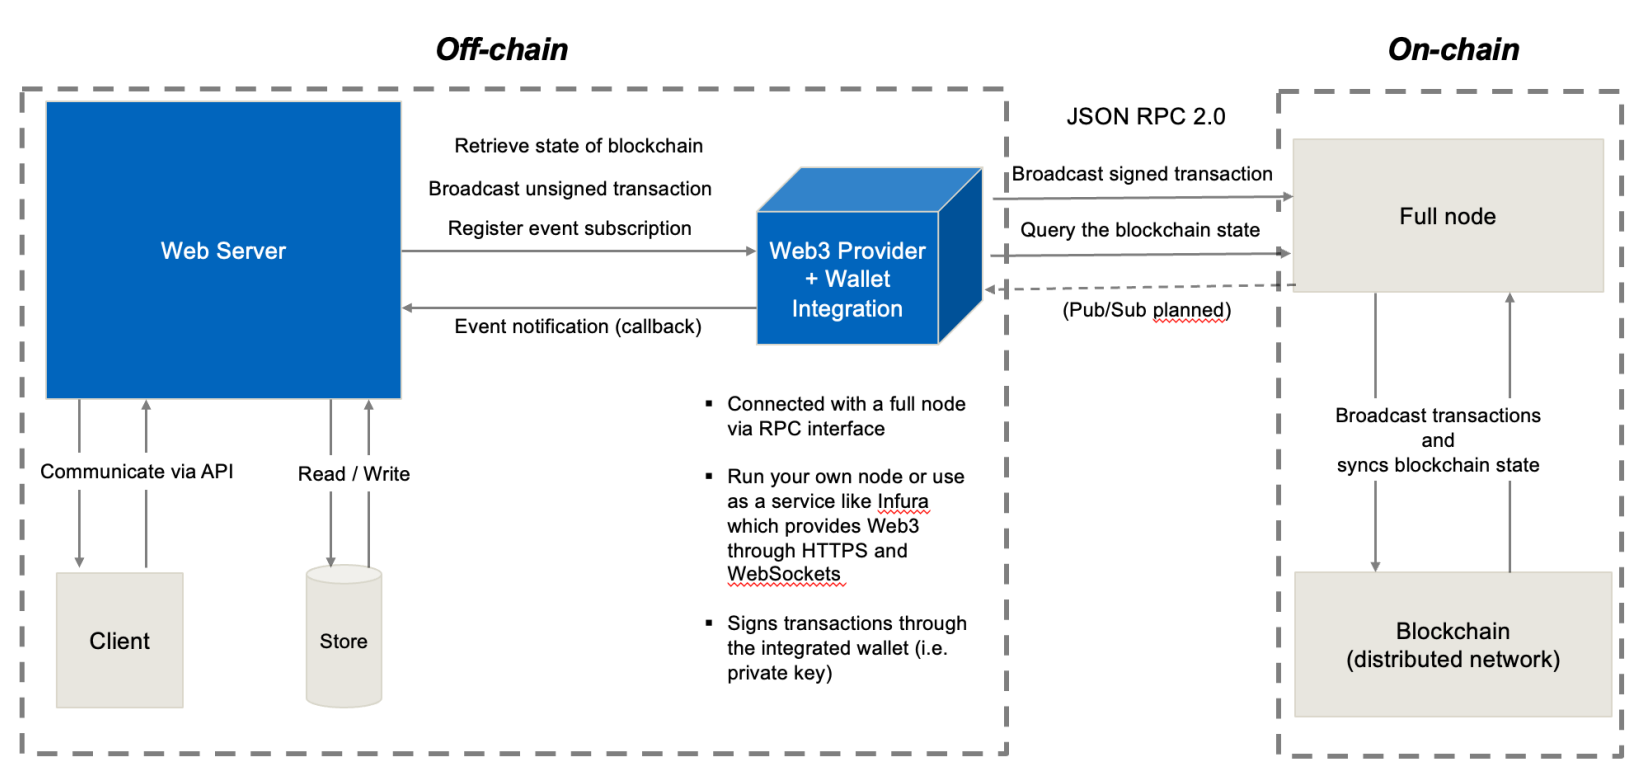 Off-chain
On-chain
JSON RPC 2.0
Retrieve state of blockchain
Broadcast unsigned transaction
Register event subscription
Web Server
Event notification (callback)
Web3 Provider
+ Wallet
Integration
Broadcast signed transaction
Query the blockchain state
(Pub/Sub planned)
Full node
Communicate via API
Read / Write
Client
Store
▪ Connected with a full node
via RPC interface
▪ Run your own node or use
as a service like Infura
which provides Web3
through HTTPS and
WebSockets
▪ Signs transactions through
the integrated wallet (i.e.
private key)
Broadcast transactions
and
syncs blockchain state
Blockchain
(distributed network)